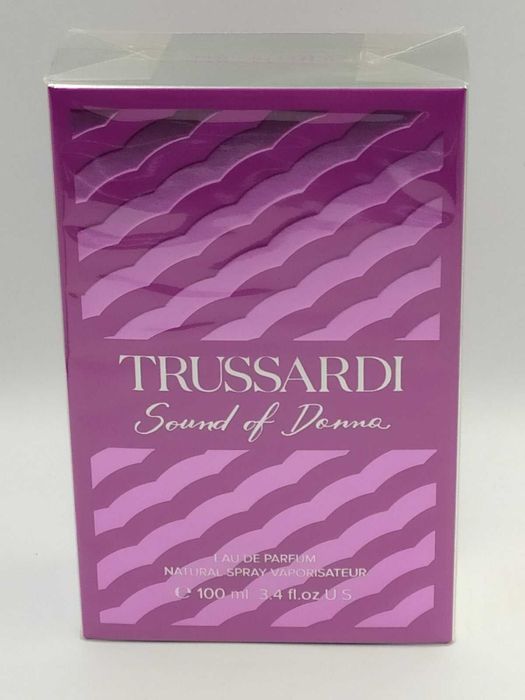 TRUSSARDI
Sound of Donna
EAU DE PARFUM
NATURAL SPRAY VAPORISATEUR
℮ 100 ml 3.4 fl.oz U.S.